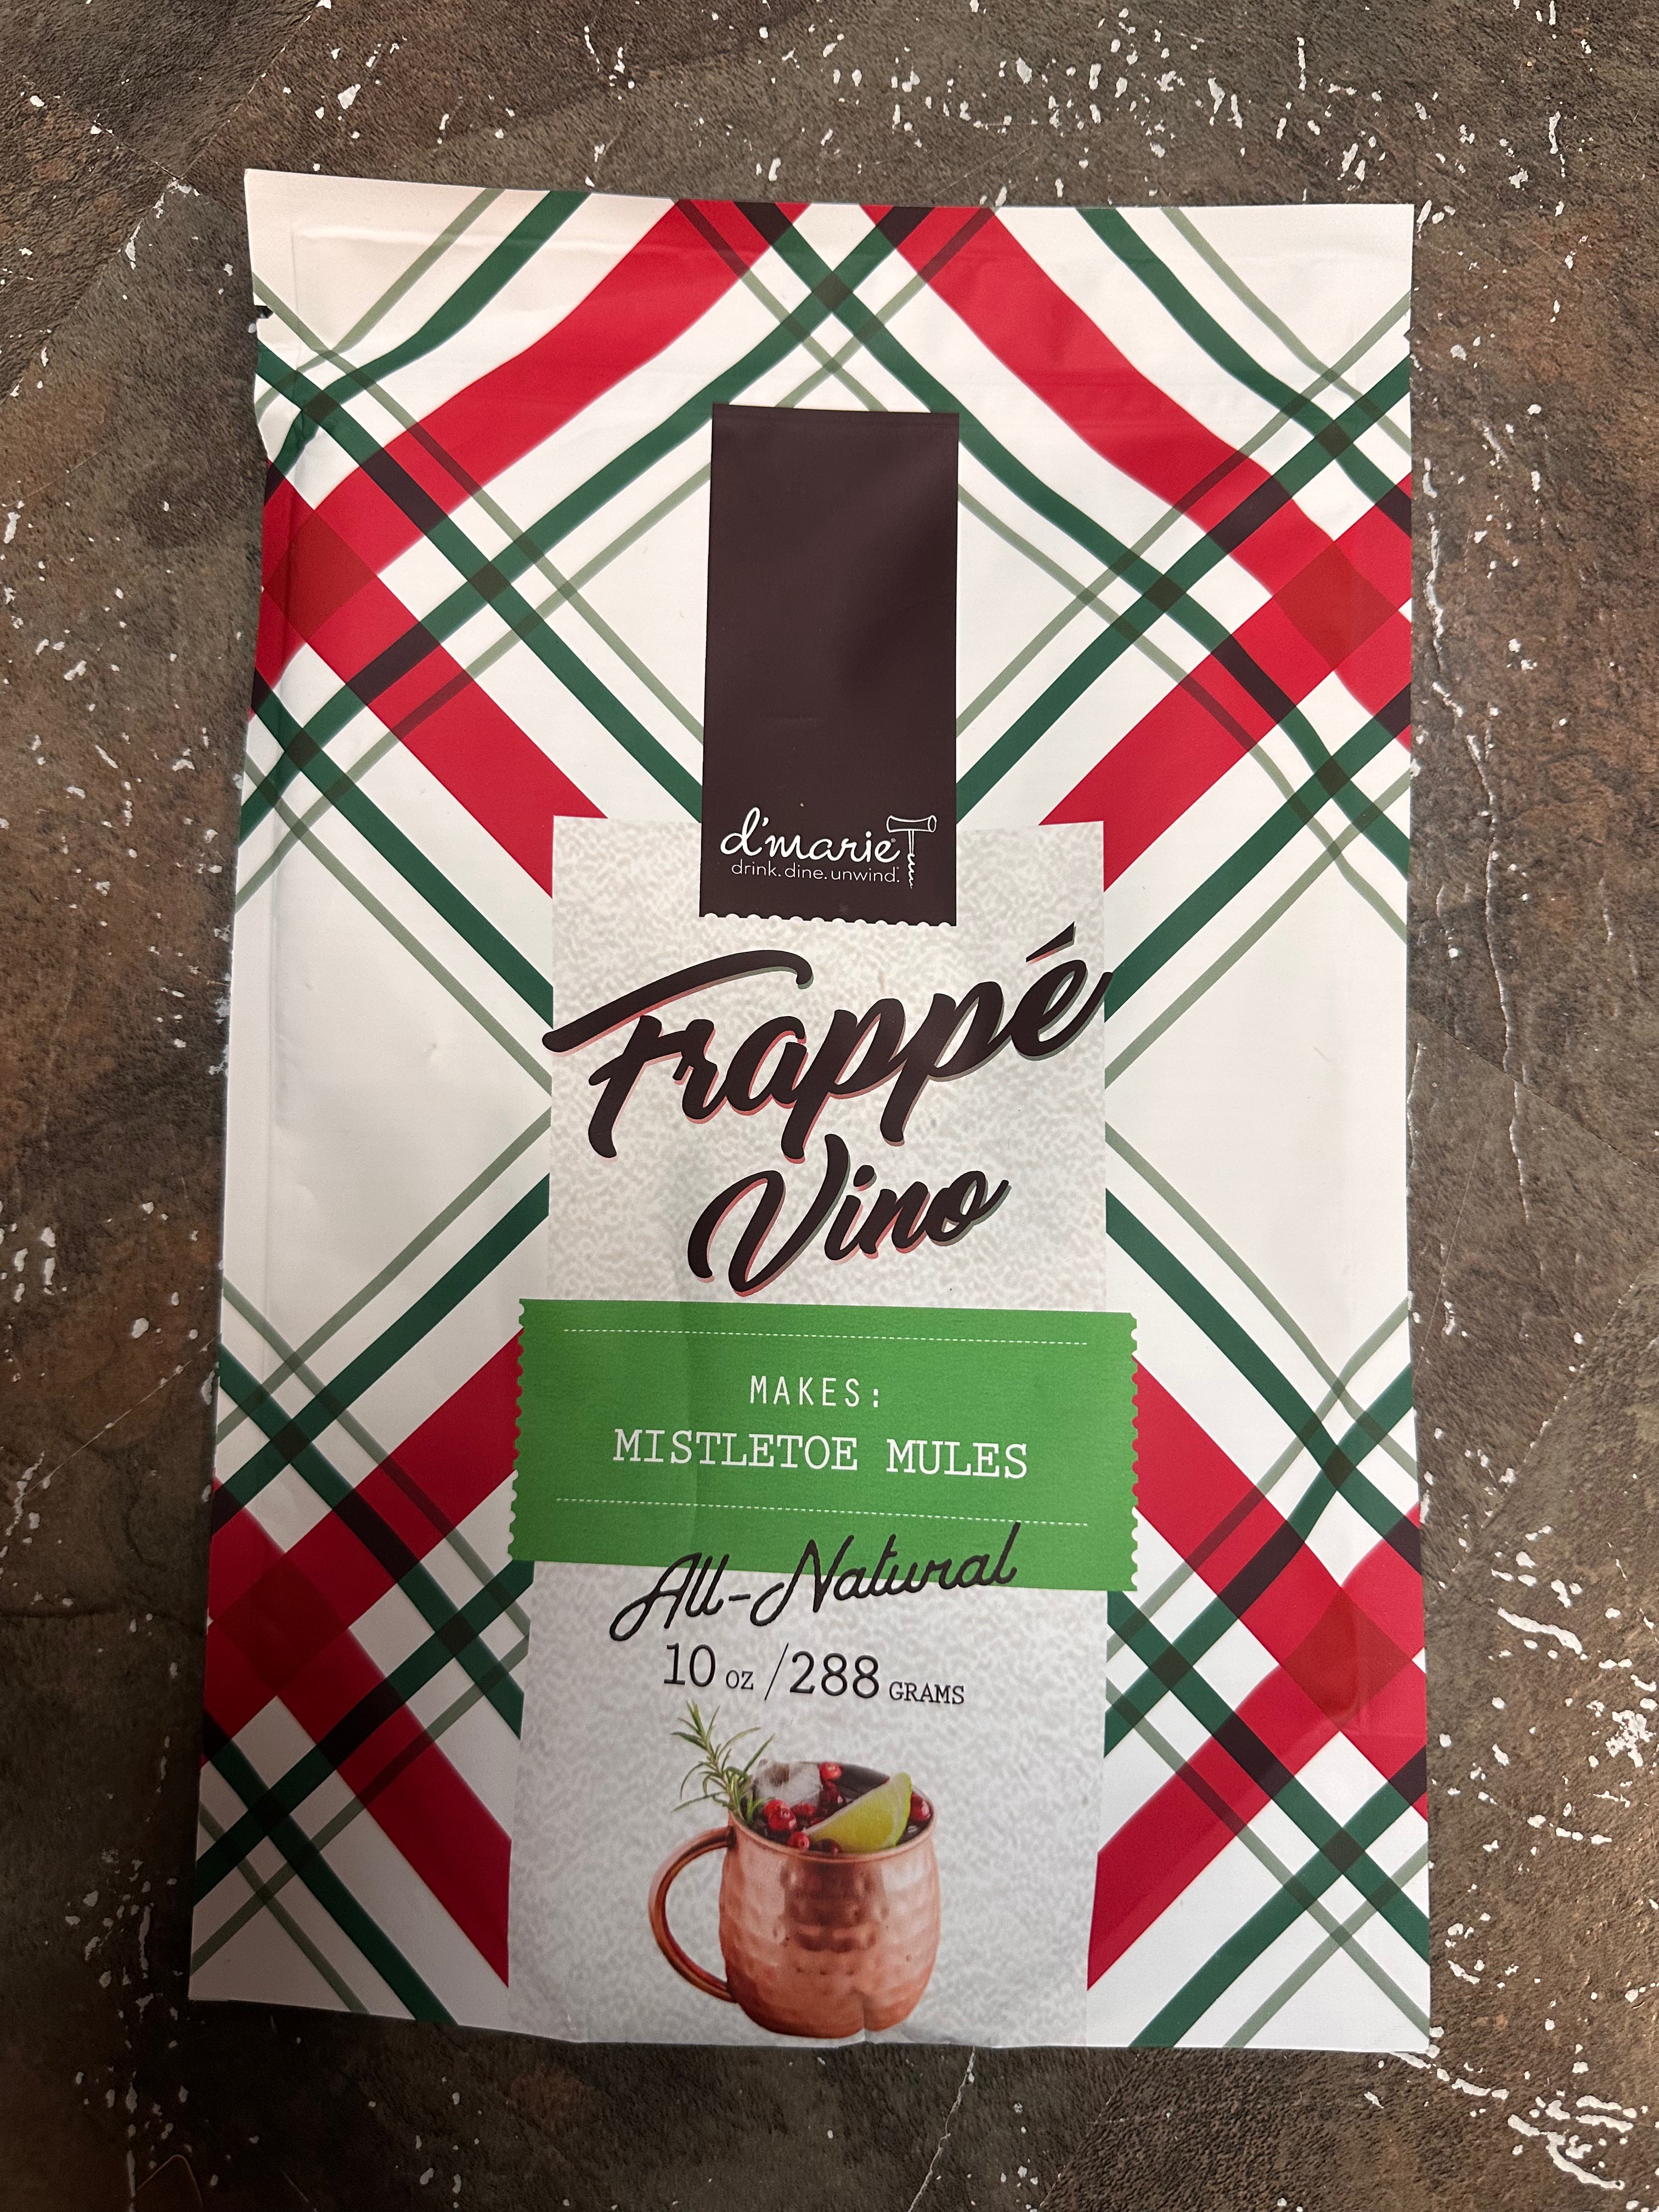 d'marie
drink. dine. unwind.
Frappé
Vino
MAKES:
MISTLETOE MULES
All-Natural
10 OZ / 288 GRAMS